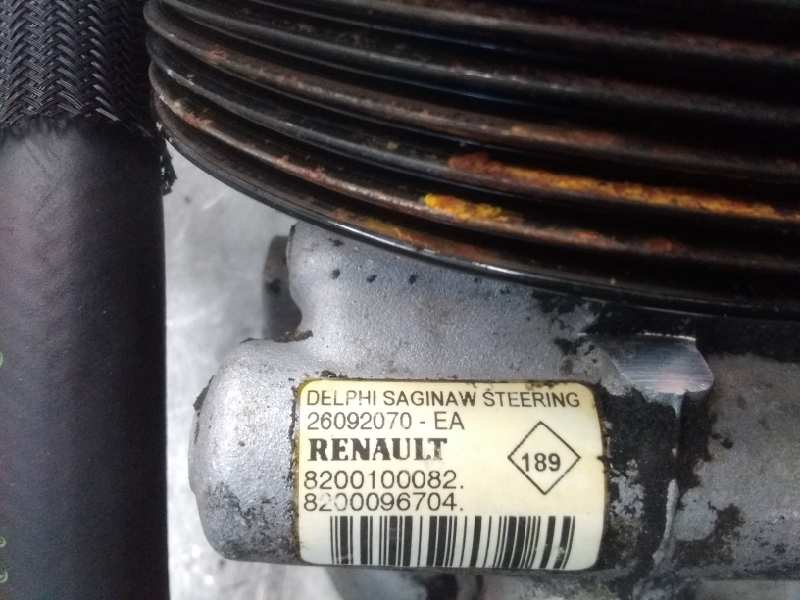 DELPHI SAGINAW STEERING
26092070 - EA
RENAULT
189
8200100082.
8200096704.